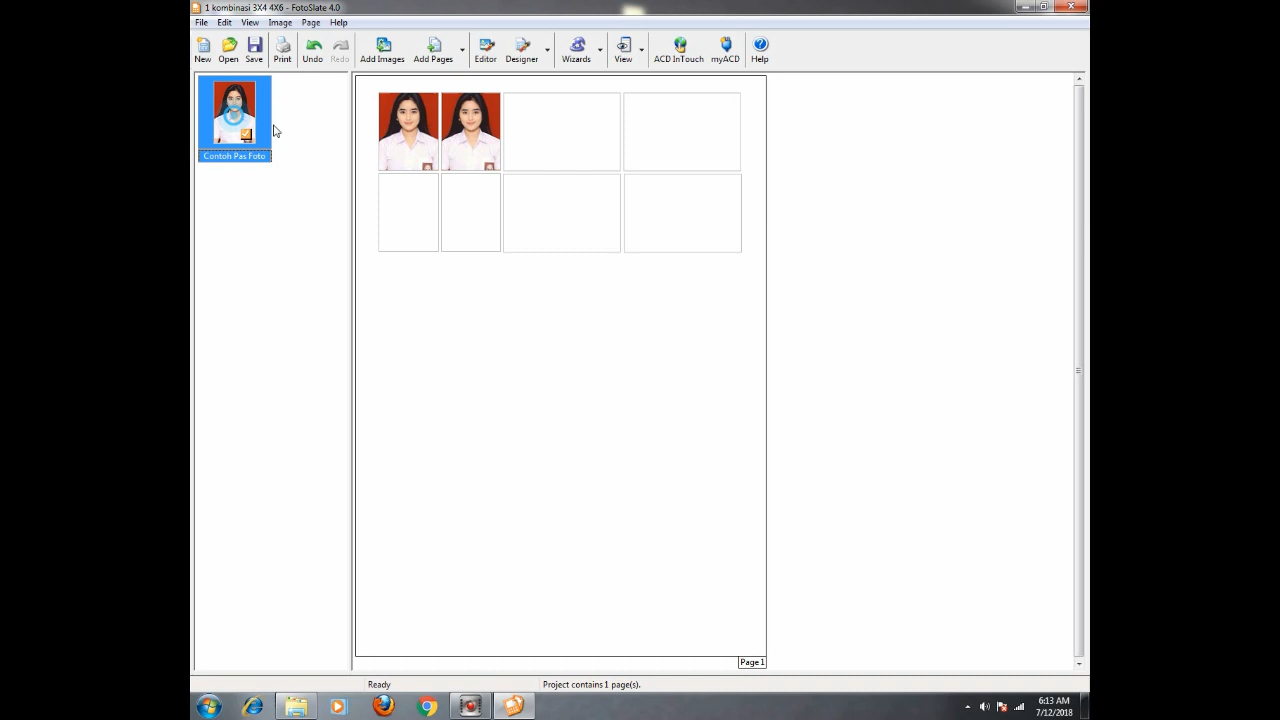 1 kombinasi 3X4 4X6 - FotoSlate 4.0
File Edit View Image Page Help
New Open Save Print Undo Redo Add Images Add Pages Editor Designer Wizards View ACD InTouch myACD Help
Contoh Pas Foto
Page 1
Ready Project contains 1 page(s).
6:13 AM
7/12/2018